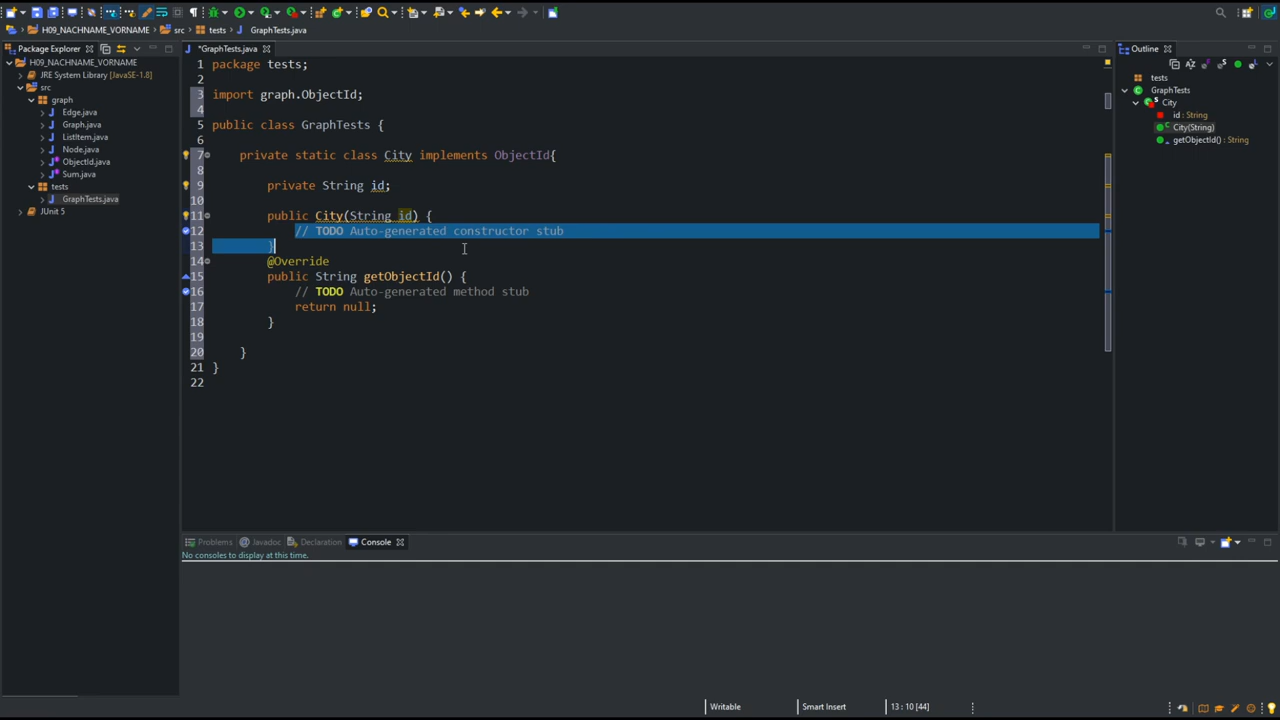 H09_NACHNAME_VORNAME
src
tests
GraphTests.java
Package Explorer
H09_NACHNAME_VORNAME
JRE System Library [JavaSE-1.8]
src
graph
Edge.java
Graph.java
ListItem.java
Node.java
ObjectId.java
Sum.java
tests
GraphTests.java
JUnit 5
*GraphTests.java
1 package tests;
2
3 import graph.ObjectId;
4
5 public class GraphTests {
6
7 private static class City implements ObjectId{
8
9 private String id;
10
11 public City(String id) {
12 // TODO Auto-generated constructor stub
13 }
14 @Override
15 public String getObjectId() {
16 // TODO Auto-generated method stub
17 return null;
18 }
19
20 }
21 }
22
Outline
tests
GraphTests
City
id : String
City(String)
getObjectId() : String
Problems
Javadoc
Declaration
Console
No consoles to display at this time.
Writable
Smart Insert
13 : 10 [44]